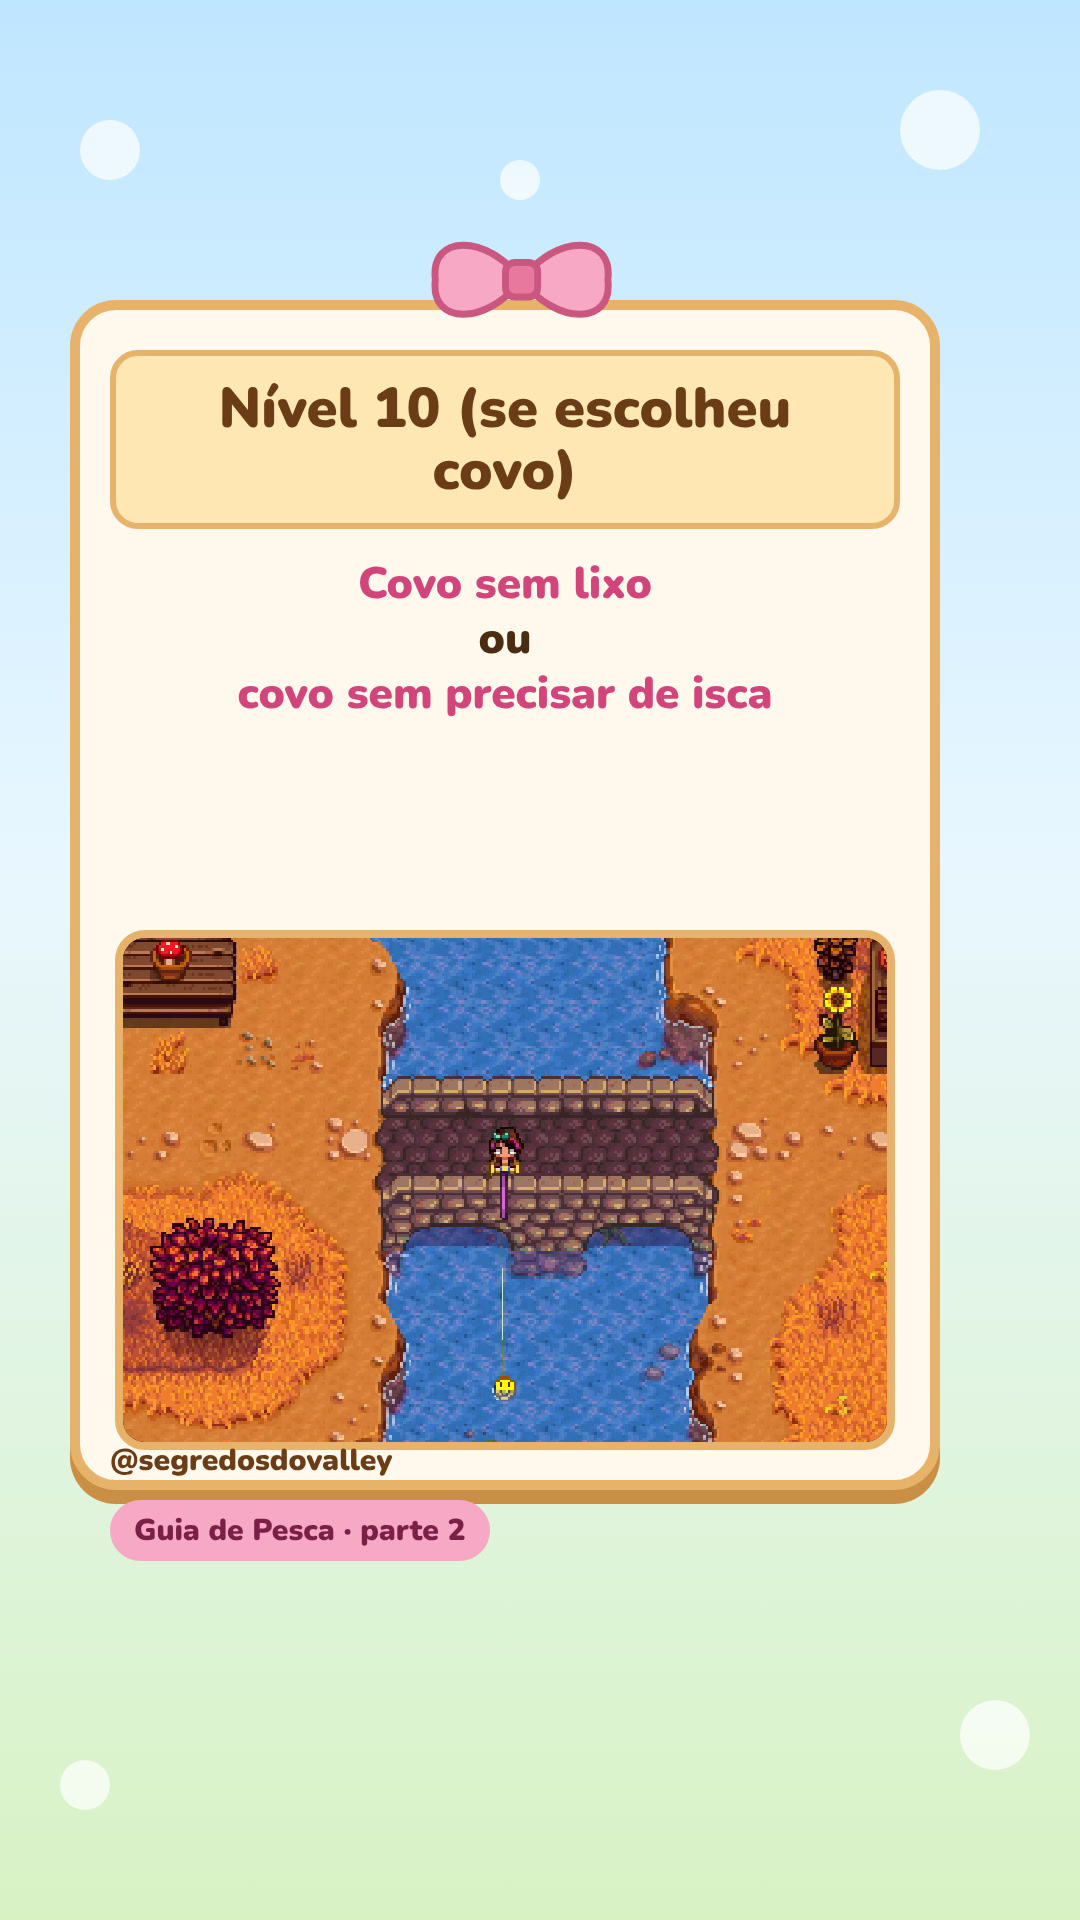 Nível 10 (se escolheu
covo)
Covo sem lixo
ou
covo sem precisar de isca
@segredosdovalley
Guia de Pesca · parte 2